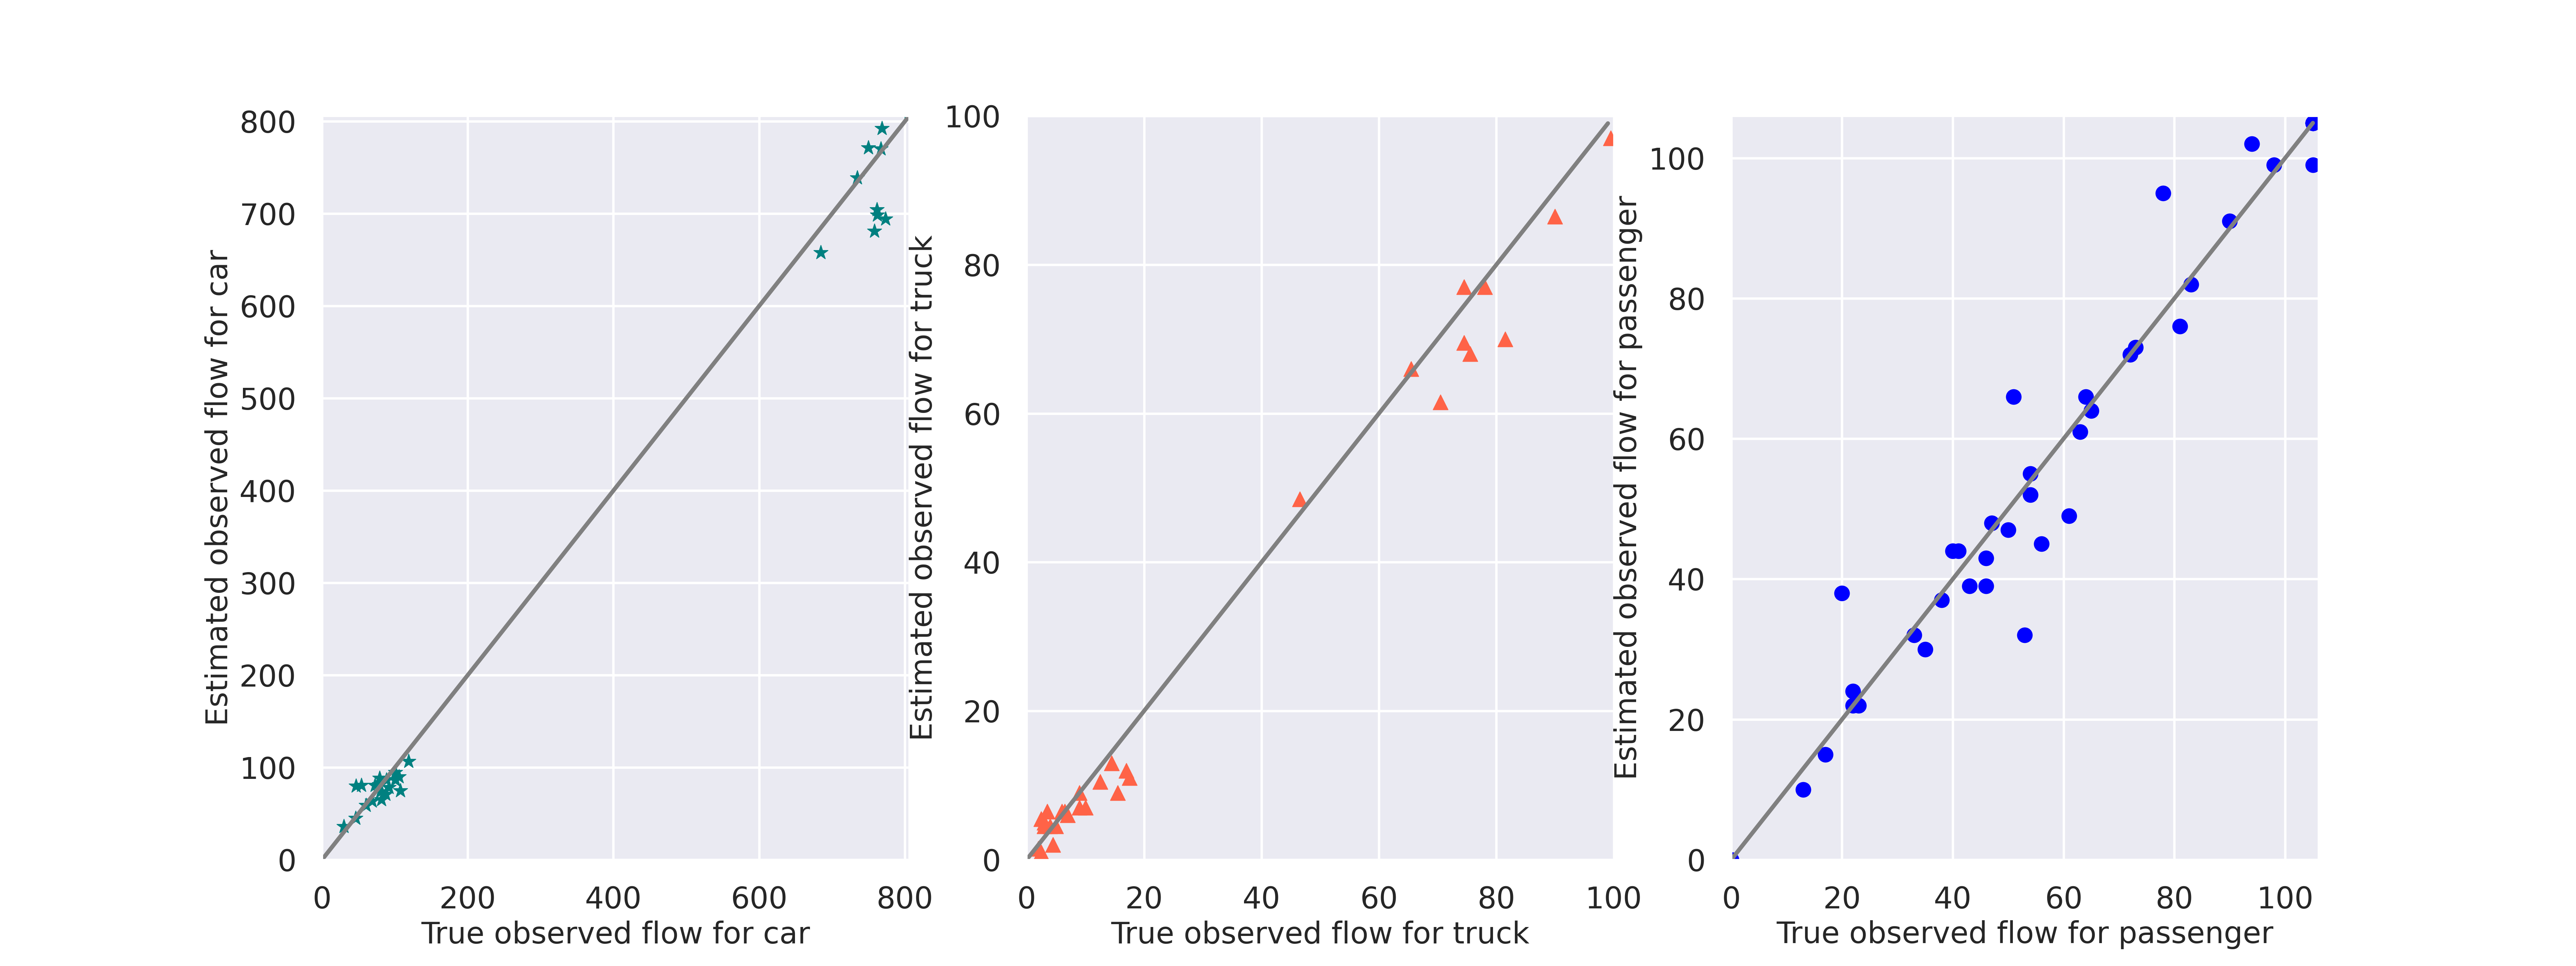 Estimated observed flow for car
800
700
600
500
400
300
200
100
0
0 200 400 600 800
True observed flow for car
Estimated observed flow for truck
100
80
60
40
20
0
0 20 40 60 80 100
True observed flow for truck
Estimated observed flow for passenger
100
80
60
40
20
0
0 20 40 60 80 100
True observed flow for passenger